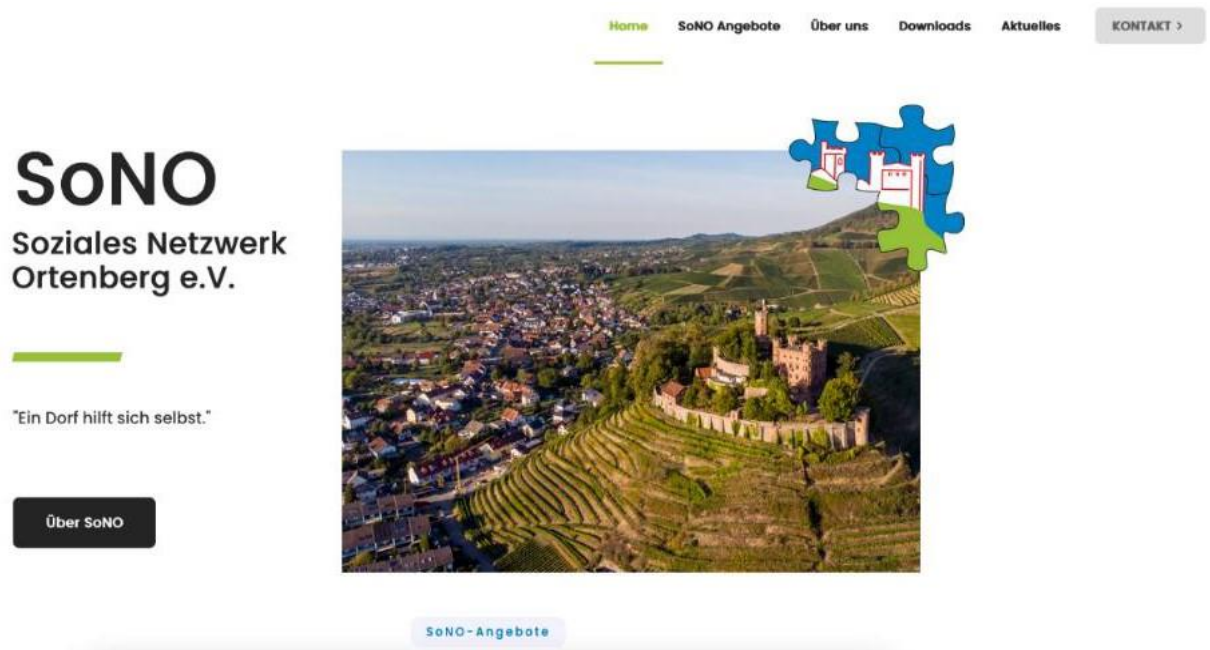 Home SoNO Angebote Über uns Downloads Aktuelles KONTAKT >
SoNO
Soziales Netzwerk
Ortenberg e.V.
"Ein Dorf hilft sich selbst."
Über SoNO
SoNO-Angebote